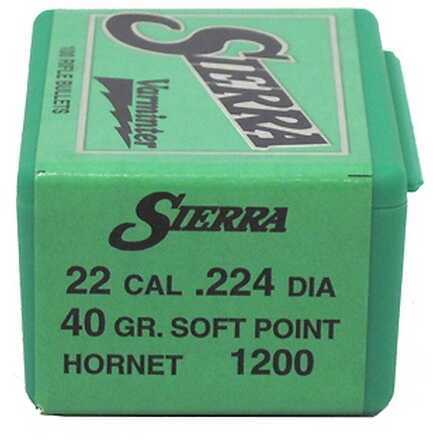 SIERRA
Varminter
100 RIFLE BULLETS
SIERRA
22 CAL .224 DIA
40 GR. SOFT POINT
HORNET 1200